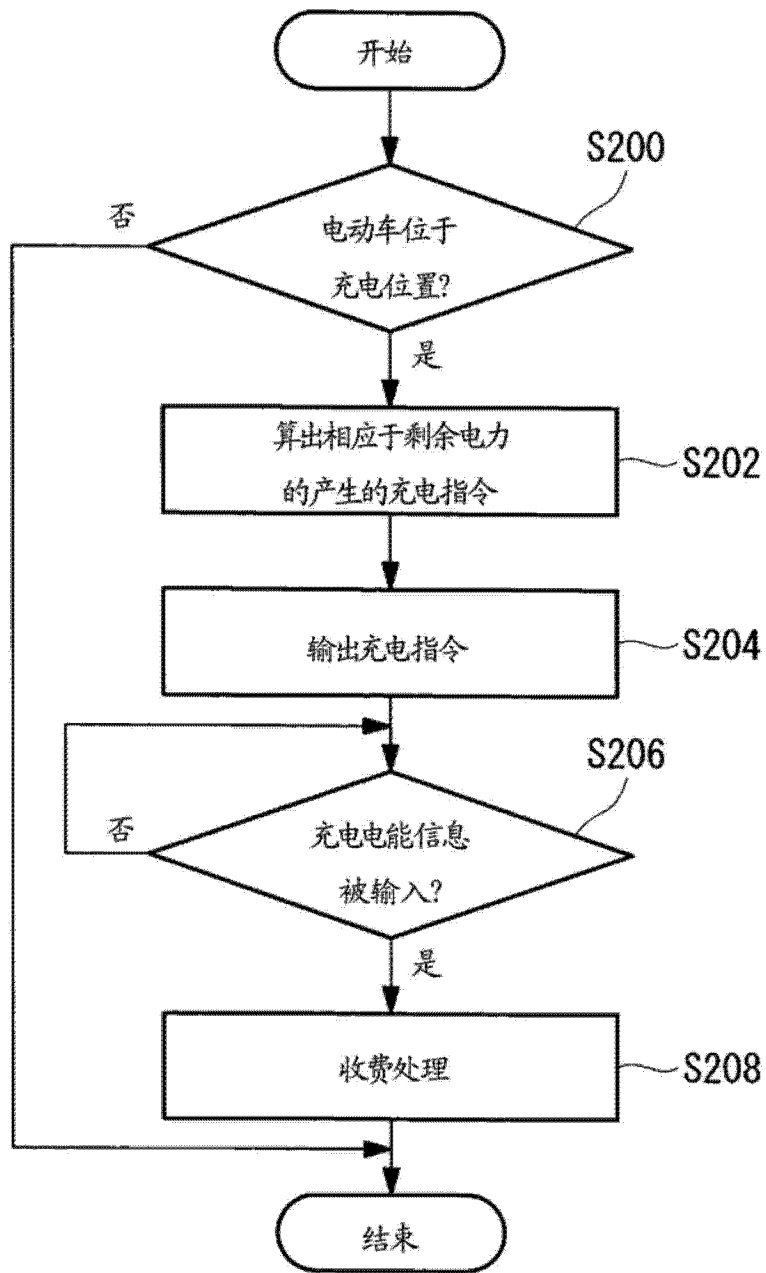 开始
S200
否
电动车位于
充电位置?
是
算出相应于剩余电力
的产生的充电指令
S202
输出充电指令
S204
S206
否
充电电能信息
被输入?
是
收费处理
S208
结束